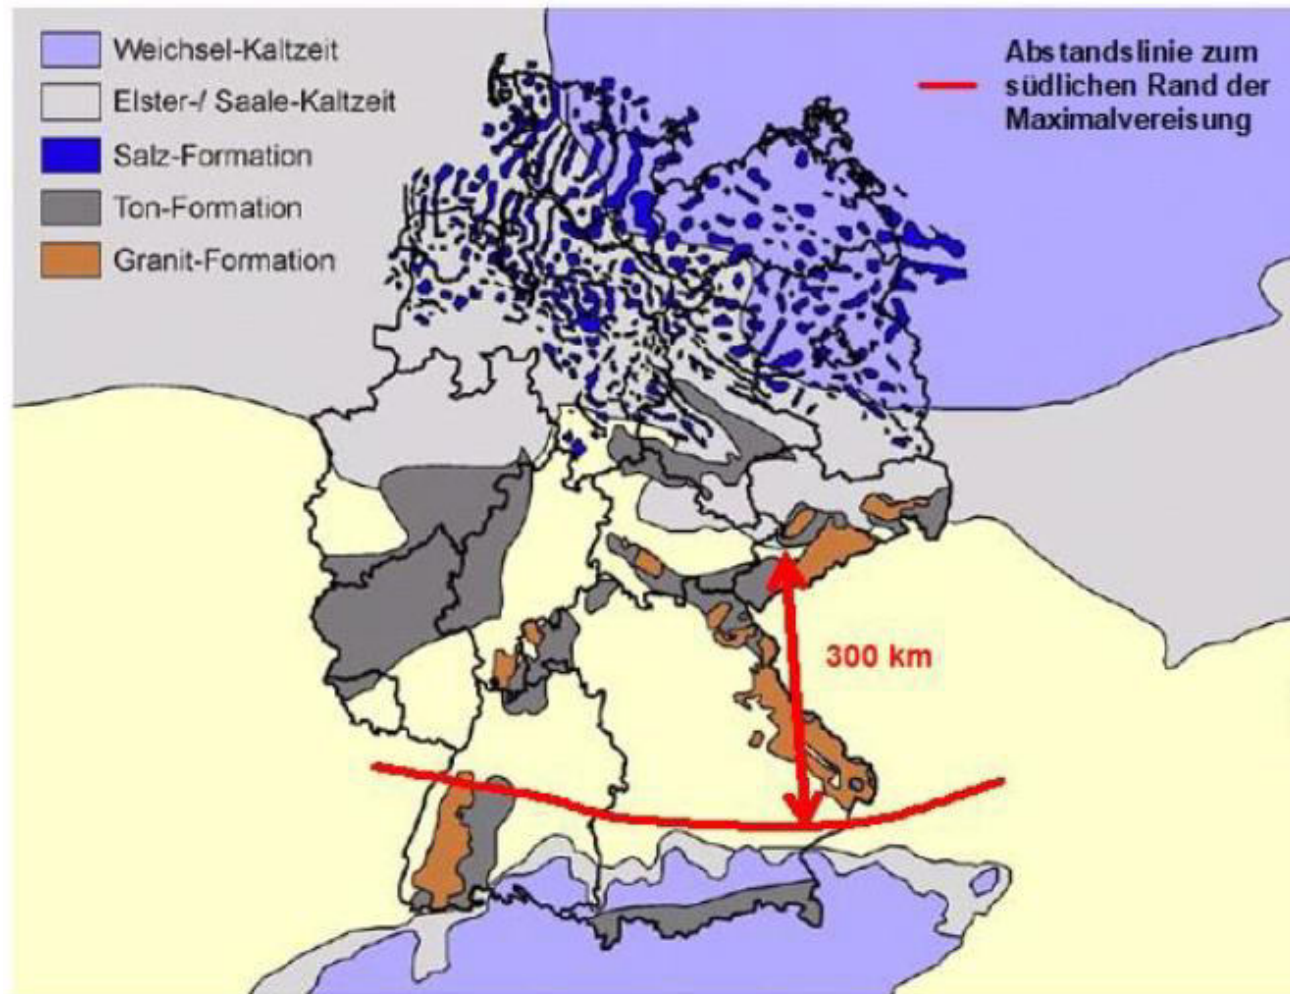 Weichsel-Kaltzeit
Elster-/ Saale-Kaltzeit
Salz-Formation
Ton-Formation
Granit-Formation
Abstandslinie zum
südlichen Rand der
Maximalvereisung
300 km